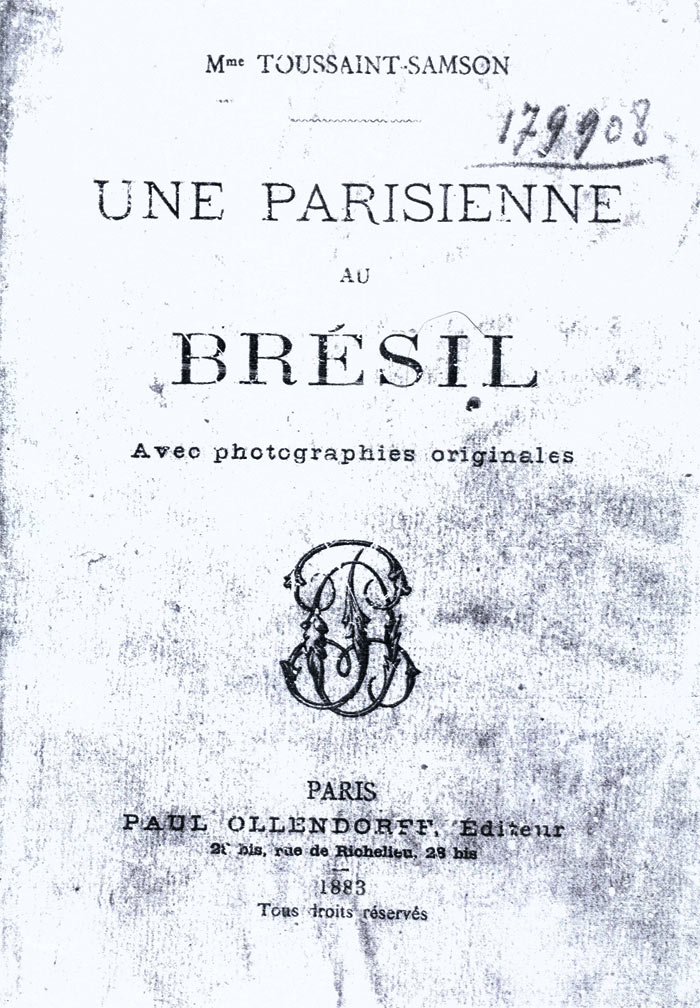 Mme TOUSSAINT-SAMSON
179908
UNE PARISIENNE
AU
BRÉSIL
Avec photographies originales
PARIS
PAUL OLLENDORFF, Éditeur
bis, rue de Richelieu, 28 bis
1883
Tous droits réservés